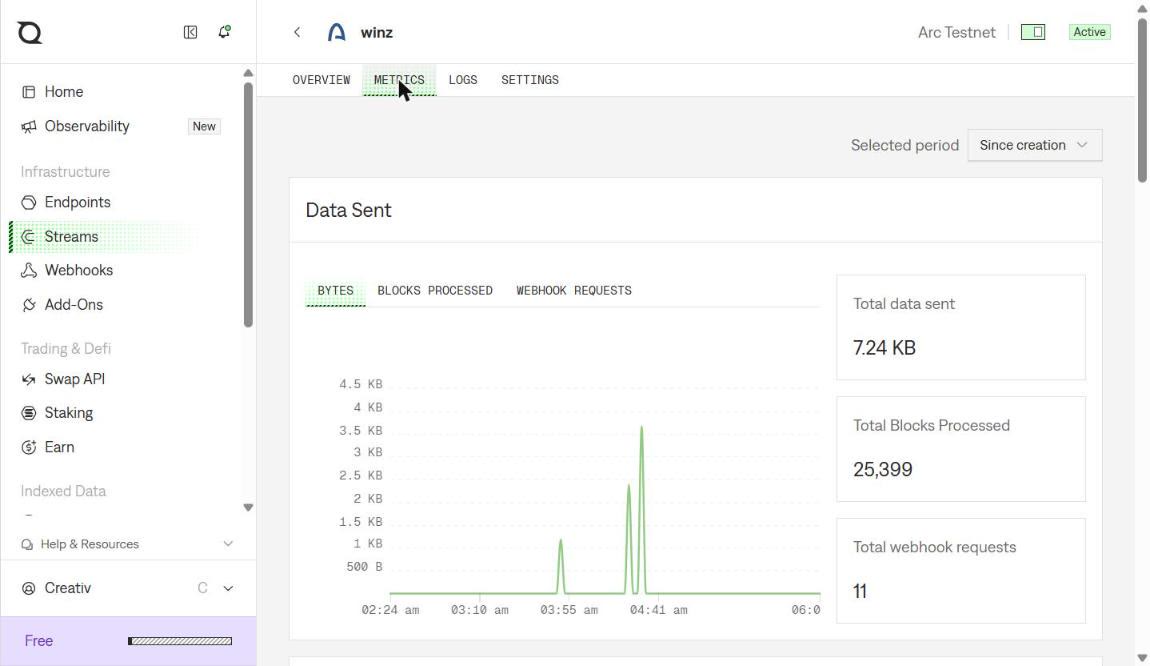 winz
Arc Testnet
Active
OVERVIEW
METRICS
LOGS
SETTINGS
Home
Observability
New
Infrastructure
Endpoints
Streams
Webhooks
Add-Ons
Trading & Defi
Swap API
Staking
Earn
Indexed Data
Help & Resources
Creativ
C
Free
Selected period
Since creation
Data Sent
BYTES
BLOCKS PROCESSED
WEBHOOK REQUESTS
4.5 KB
4 KB
3.5 KB
3 KB
2.5 KB
2 KB
1.5 KB
1 KB
500 B
02:24 am
03:10 am
03:55 am
04:41 am
06:0
Total data sent
7.24 KB
Total Blocks Processed
25,399
Total webhook requests
11